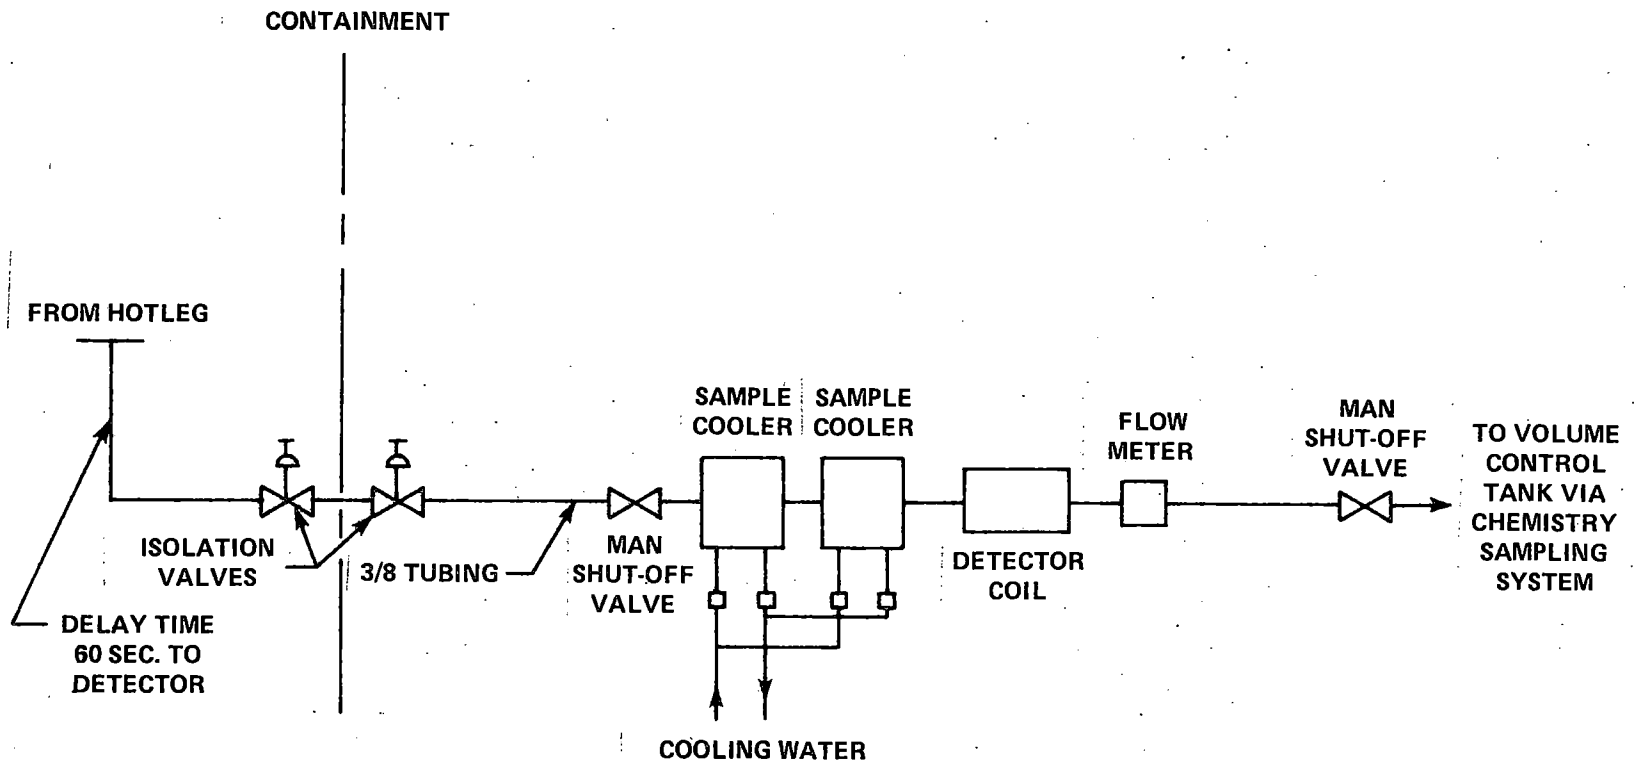 CONTAINMENT
FROM HOTLEG
SAMPLE
COOLER
SAMPLE
COOLER
FLOW
METER
MAN
SHUT-OFF
VALVE
TO VOLUME
CONTROL
TANK VIA
CHEMISTRY
SAMPLING
SYSTEM
ISOLATION
VALVES
3/8 TUBING
MAN
SHUT-OFF
VALVE
DETECTOR
COIL
DELAY TIME
60 SEC. TO
DETECTOR
COOLING WATER